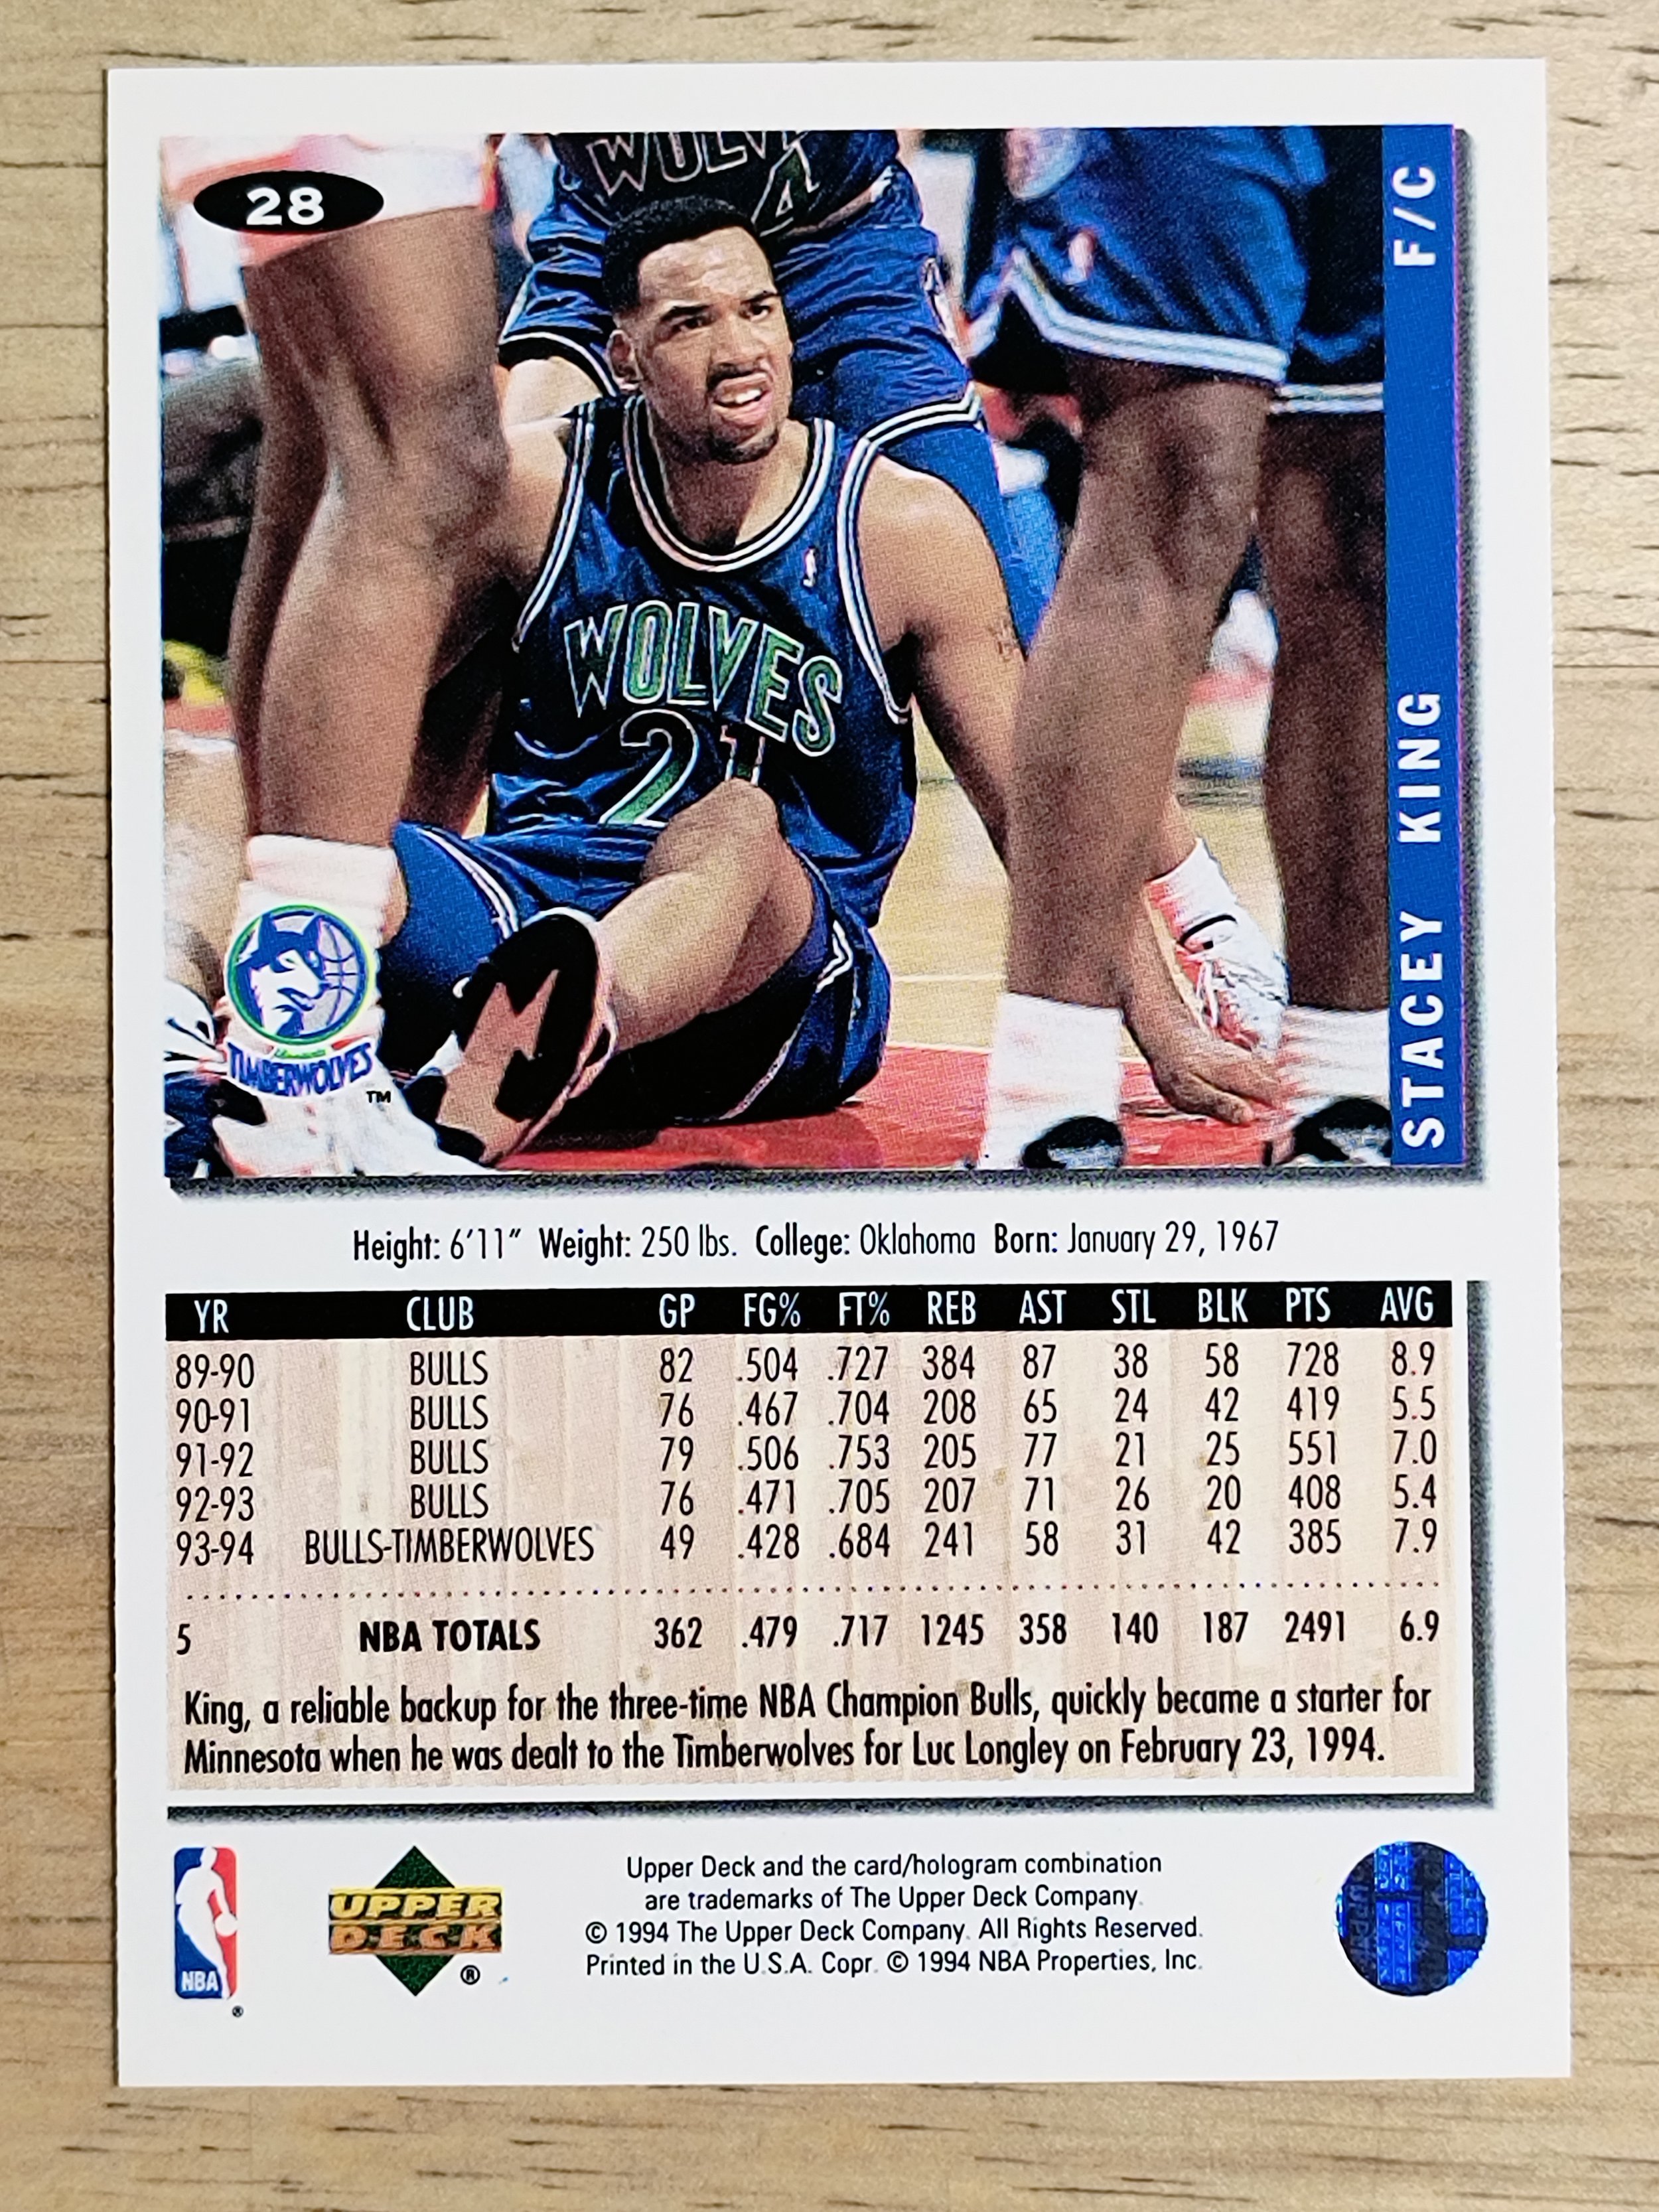 28
F/C
WOLV
4
WOLVES
21
STACEY KING
TIMBERWOLVES
TM
Height: 6'11" Weight: 250 lbs. College: Oklahoma Born: January 29, 1967
YR CLUB GP FG% FT% REB AST STL BLK PTS AVG
89-90 BULLS 82 .504 .727 384 87 38 58 728 8.9
90-91 BULLS 76 .467 .704 208 65 24 42 419 5.5
91-92 BULLS 79 .506 .753 205 77 21 25 551 7.0
92-93 BULLS 76 .471 .705 207 71 26 20 408 5.4
93-94 BULLS-TIMBERWOLVES 49 .428 .684 241 58 31 42 385 7.9
5 NBA TOTALS 362 .479 .717 1245 358 140 187 2491 6.9
King, a reliable backup for the three-time NBA Champion Bulls, quickly became a starter for
Minnesota when he was dealt to the Timberwolves for Luc Longley on February 23, 1994.
NBA
®
UPPER
DECK
®
Upper Deck and the card/hologram combination
are trademarks of The Upper Deck Company.
© 1994 The Upper Deck Company. All Rights Reserved.
Printed in the U.S.A. Copr. © 1994 NBA Properties, Inc.